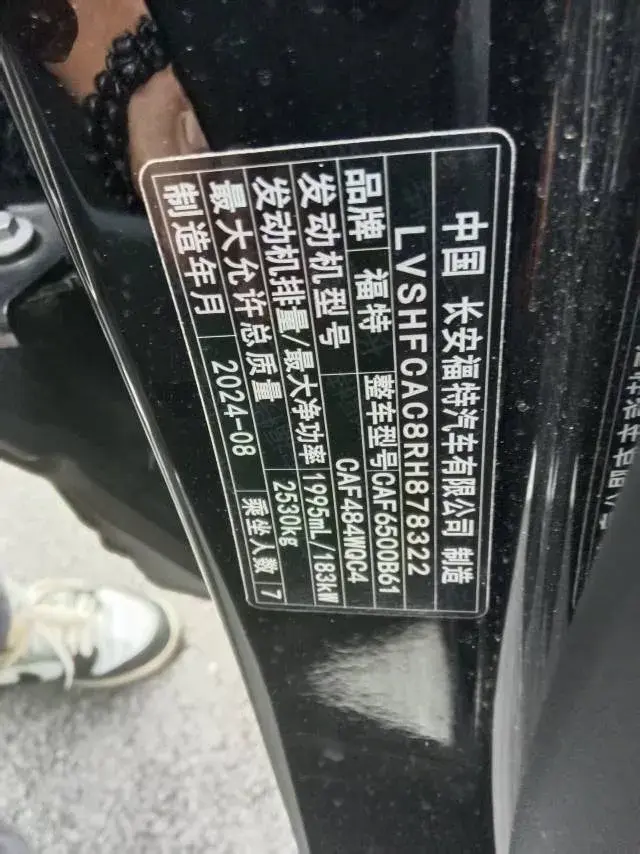 中国 长安福特汽车有限公司 制造
LVSHFCAC8RH878322
品牌 福特 整车型号 CAF6500B61
发动机型号 CAF484WQC4
发动机排量/最大净功率 1995mL/183kW
最大允许总质量 2530kg
制造年月 2024-08 乘坐人数 7